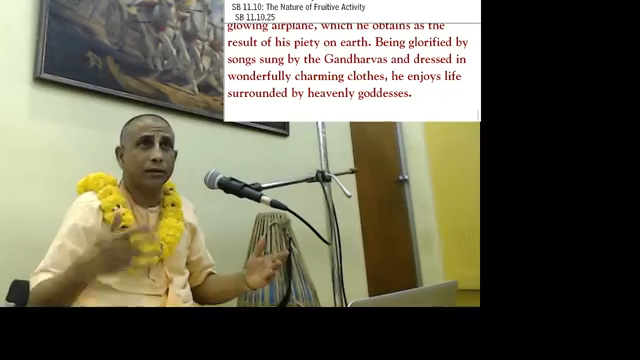 SB 11.10: The Nature of Fruitive Activity
SB 11.10.25
glowing airplane, which he obtains as the
result of his piety on earth. Being glorified by
songs sung by the Gandharvas and dressed in
wonderfully charming clothes, he enjoys life
surrounded by heavenly goddesses.